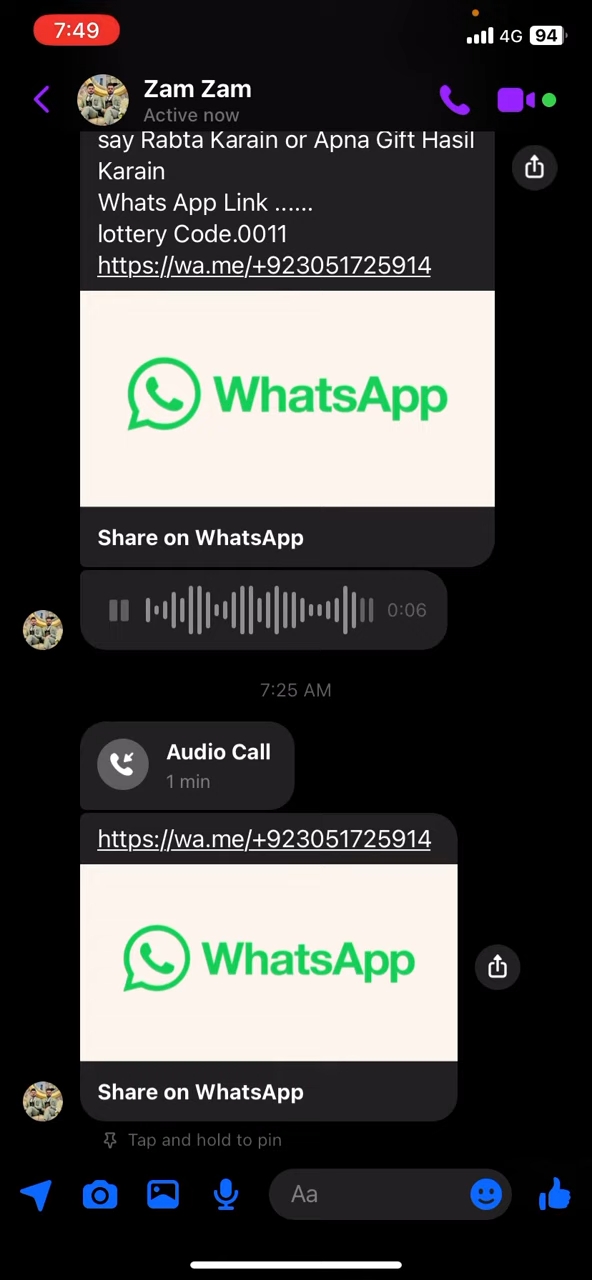 7:49
4G 94
Zam Zam
Active now
say Rabta Karain or Apna Gift Hasil
Karain
Whats App Link ......
lottery Code.0011
https://wa.me/+923051725914
WhatsApp
Share on WhatsApp
0:06
7:25 AM
Audio Call
1 min
https://wa.me/+923051725914
WhatsApp
Share on WhatsApp
Tap and hold to pin
Aa